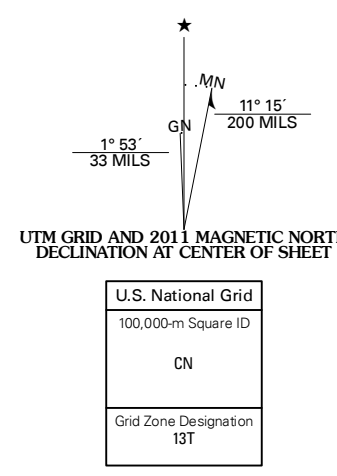 ★
MN
11° 15´
200 MILS
GN
1° 53´
33 MILS
UTM GRID AND 2011 MAGNETIC NORT
DECLINATION AT CENTER OF SHEET
U.S. National Grid
100,000-m Square ID
CN
Grid Zone Designation
13T